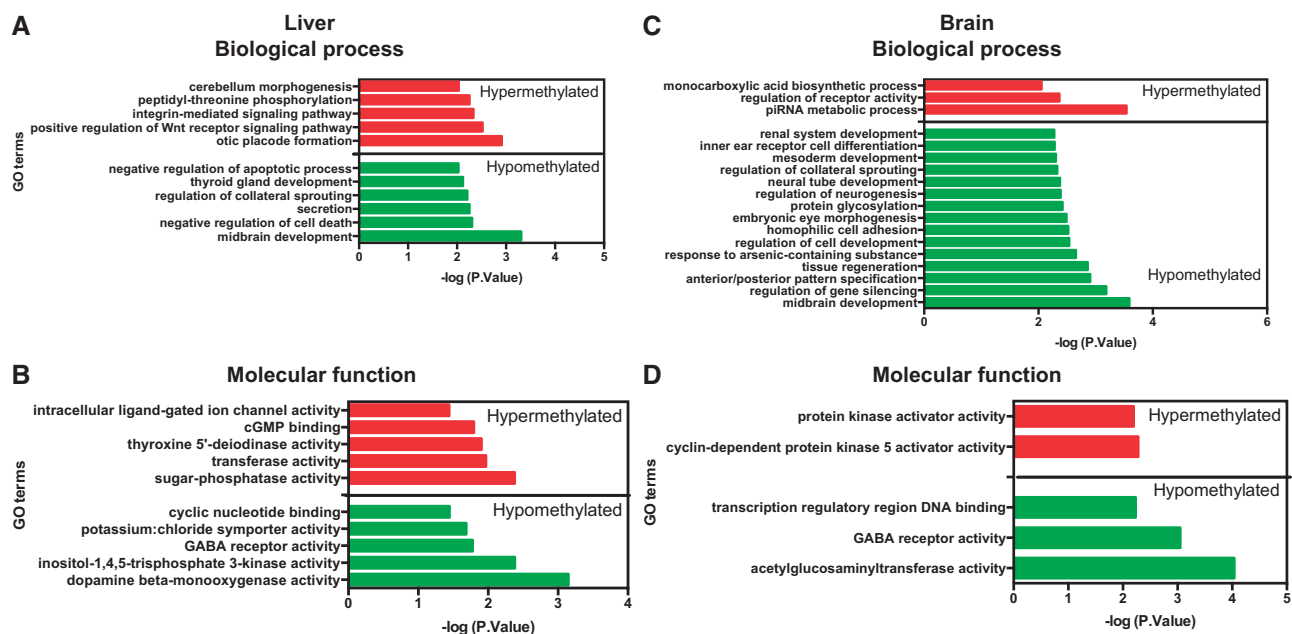 A
Liver
Biological process
GO terms
cerebellum morphogenesis
peptidyl-threonine phosphorylation
integrin-mediated signaling pathway
positive regulation of Wnt receptor signaling pathway
otic placode formation
Hypermethylated
negative regulation of apoptotic process
thyroid gland development
regulation of collateral sprouting
secretion
negative regulation of cell death
midbrain development
Hypomethylated
0 1 2 3 4 5
-log (P.Value)
B
Molecular function
GO terms
intracellular ligand-gated ion channel activity
cGMP binding
thyroxine 5'-deiodinase activity
transferase activity
sugar-phosphatase activity
Hypermethylated
cyclic nucleotide binding
potassium:chloride symporter activity
GABA receptor activity
inositol-1,4,5-trisphosphate 3-kinase activity
dopamine beta-monooxygenase activity
Hypomethylated
0 1 2 3 4
-log (P.Value)
C
Brain
Biological process
monocarboxylic acid biosynthetic process
regulation of receptor activity
piRNA metabolic process
Hypermethylated
renal system development
inner ear receptor cell differentiation
mesoderm development
regulation of collateral sprouting
neural tube development
regulation of neurogenesis
protein glycosylation
embryonic eye morphogenesis
homophilic cell adhesion
regulation of cell development
response to arsenic-containing substance
tissue regeneration
anterior/posterior pattern specification
regulation of gene silencing
midbrain development
Hypomethylated
0 2 4 6
-log (P.Value)
D
Molecular function
GO terms
protein kinase activator activity
cyclin-dependent protein kinase 5 activator activity
Hypermethylated
transcription regulatory region DNA binding
GABA receptor activity
acetylglucosaminyltransferase activity
Hypomethylated
0 1 2 3 4 5
-log (P.Value)